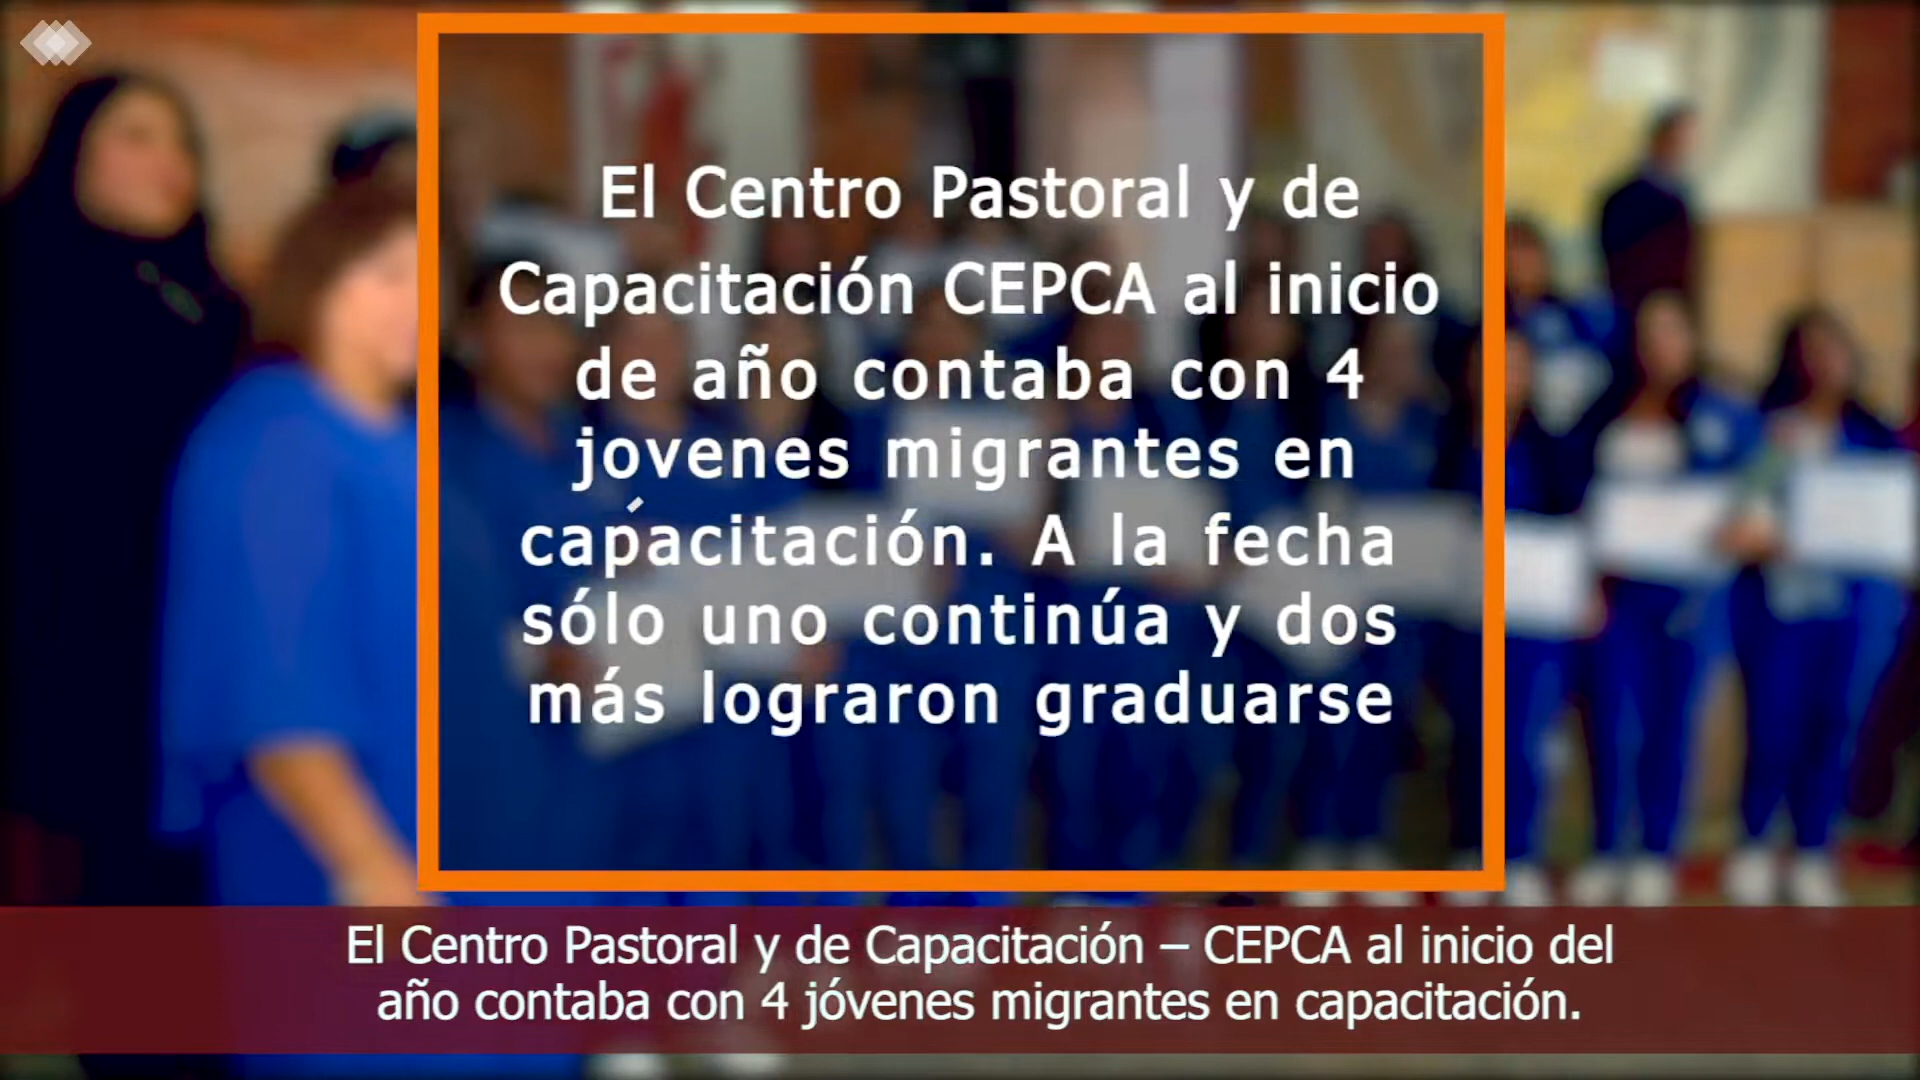 El Centro Pastoral y de
Capacitación CEPCA al inicio
de año contaba con 4
jovenes migrantes en
capacitación. A la fecha
sólo uno continúa y dos
más lograron graduarse
El Centro Pastoral y de Capacitación – CEPCA al inicio del
año contaba con 4 jóvenes migrantes en capacitación.